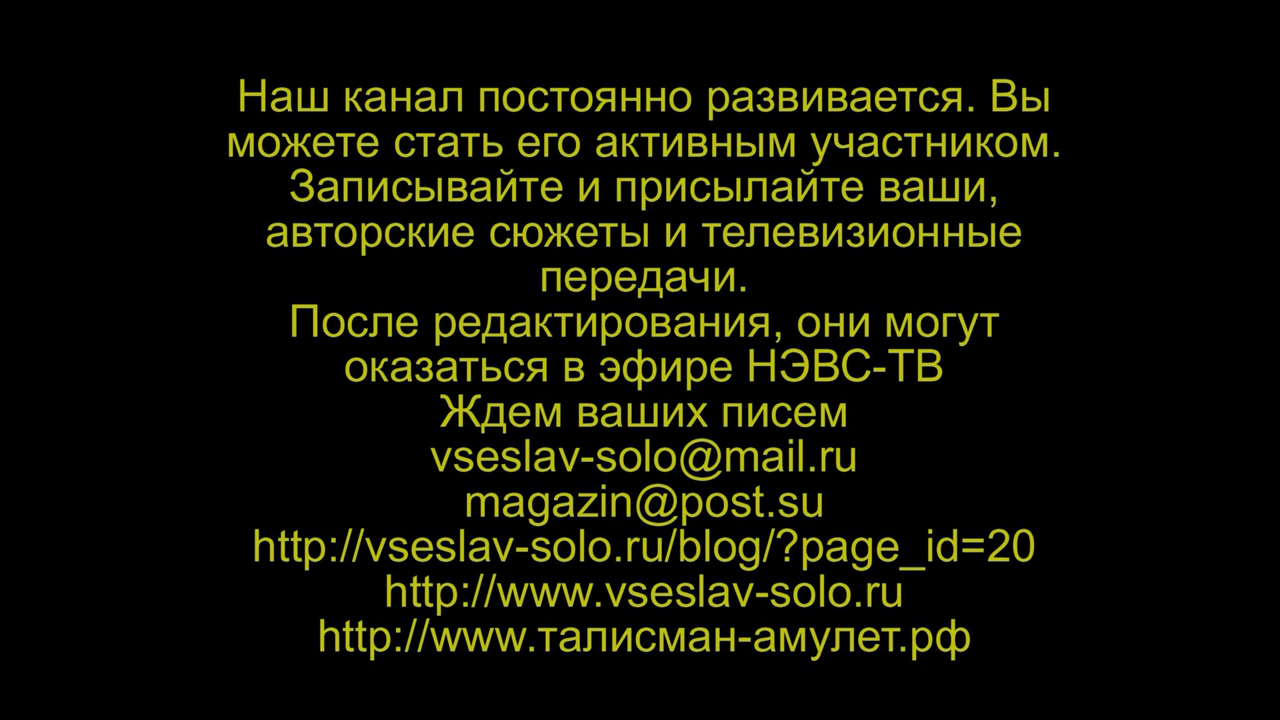 Наш канал постоянно развивается. Вы
можете стать его активным участником.
Записывайте и присылайте ваши,
авторские сюжеты и телевизионные
передачи.
После редактирования, они могут
оказаться в эфире НЭВС-ТВ
Ждем ваших писем
vseslav-solo@mail.ru
magazin@post.su
http://vseslav-solo.ru/blog/?page_id=20
http://www.vseslav-solo.ru
http://www.талисман-амулет.рф